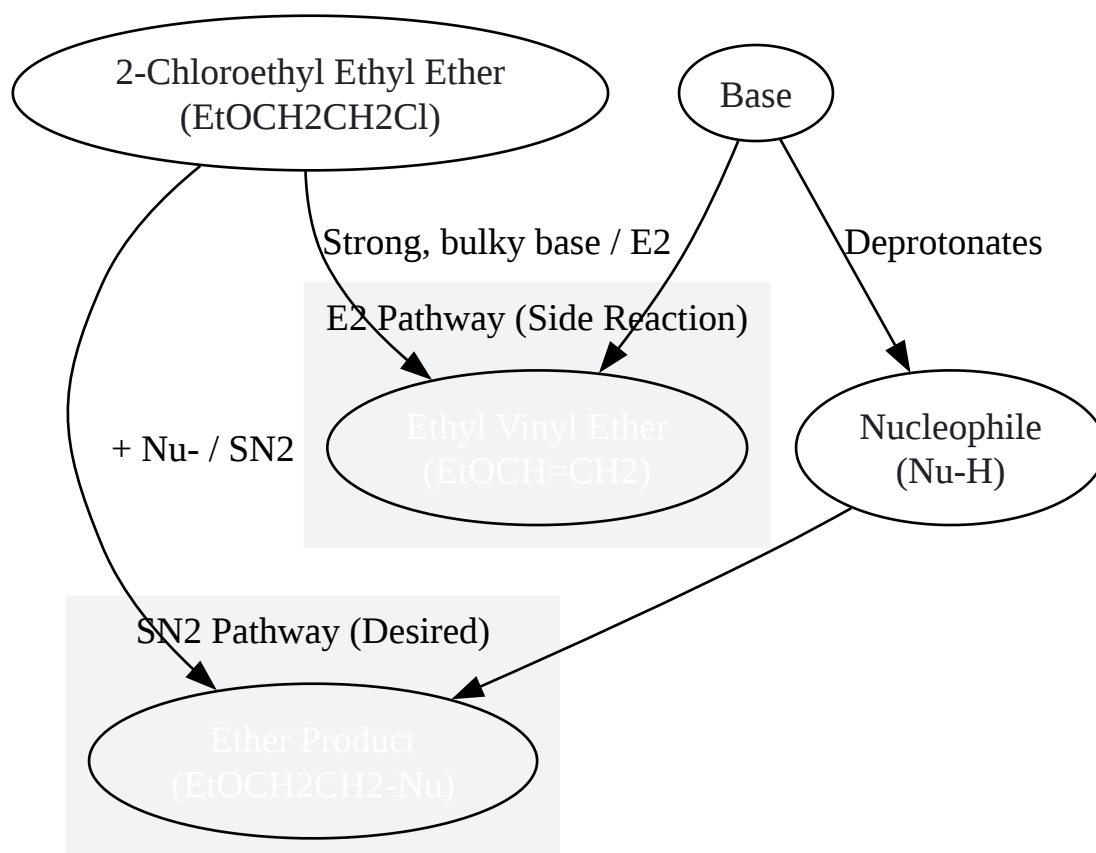 2-Chloroethyl Ethyl Ether
(EtOCH2CH2Cl)
Base
Strong, bulky base / E2
Deprotonates
E2 Pathway (Side Reaction)
Ethyl Vinyl Ether
(EtOCH=CH2)
+ Nu- / SN2
Nucleophile
(Nu-H)
SN2 Pathway (Desired)
Ether Product
(EtOCH2CH2-Nu)